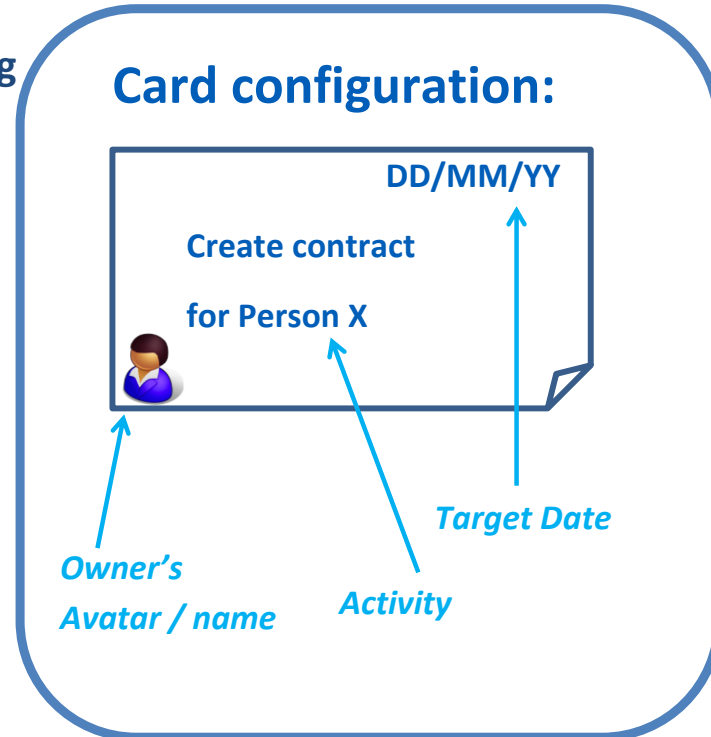 g
Card configuration:
DD/MM/YY
Create contract
for Person X
Target Date
Owner’s
Avatar / name
Activity